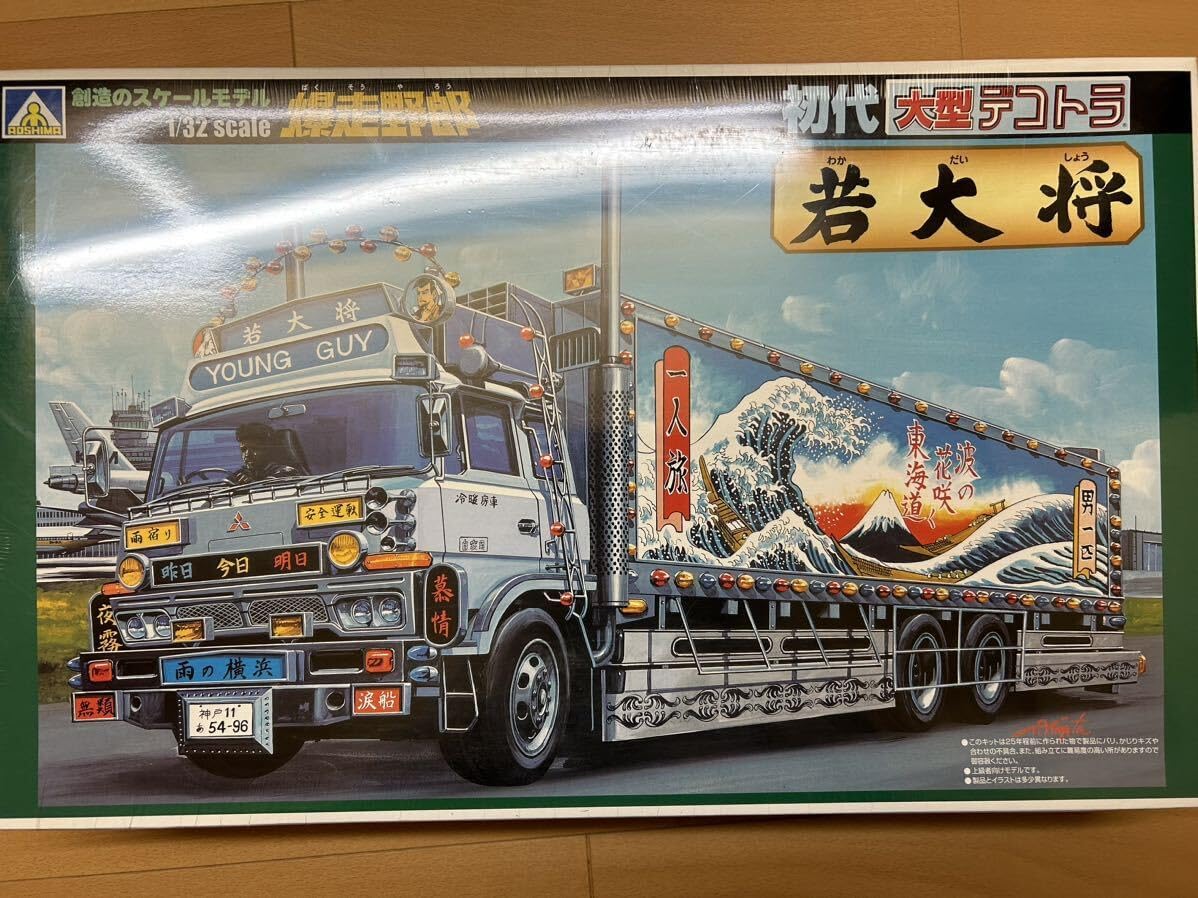 AOSHIMA
創造のスケールモデル
1/32 scale
ばくそうやろう
爆走野郎
初代 大型デコトラ
わか だい しょう
若大将
若大将
YOUNG GUY
雨宿り
安全運転
昨日 今日 明日
夜霧
慕情
雨の横浜
無類
涙船
神戸 11
あ 54-96
冷暖房車
一人旅
波の
花咲く
東海道
男一匹
●このキットは25年程前に作られた物で製品にバリ、かじりキズや
合わせの不具合、また、組み立てに難易度の高い所がありますので
御容赦ください。
●上級者向けモデルです。
●製品とイラストは多少異なります。